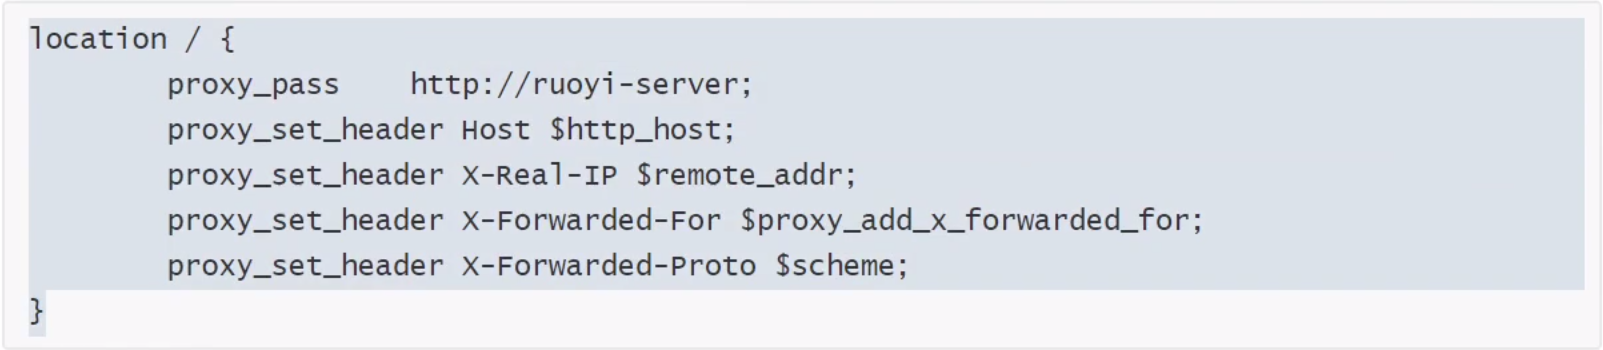 location / {
        proxy_pass    http://ruoyi-server;
        proxy_set_header Host $http_host;
        proxy_set_header X-Real-IP $remote_addr;
        proxy_set_header X-Forwarded-For $proxy_add_x_forwarded_for;
        proxy_set_header X-Forwarded-Proto $scheme;
}